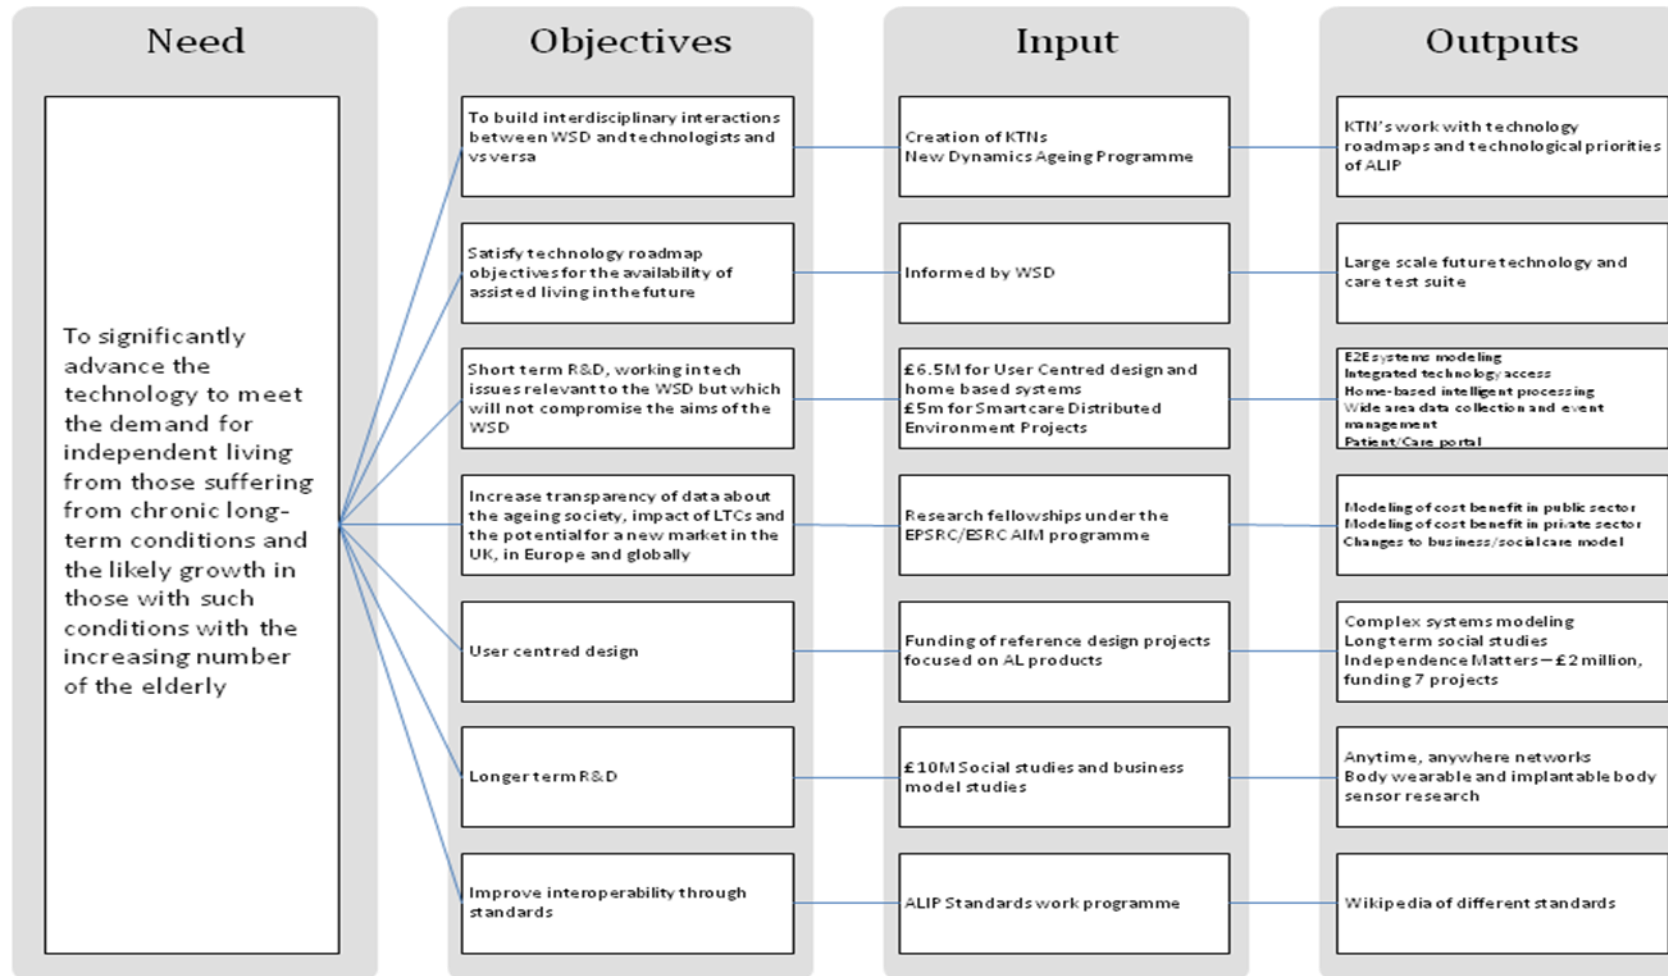 Need
To significantly
advance the
technology to meet
the demand for
independent living
from those suffering
from chronic long-
term conditions and
the likely growth in
those with such
conditions with the
increasing number
of the elderly
Objectives
To build interdisciplinary interactions
between WSD and technologists and
vs versa
Satisfy technology roadmap
objectives for the availability of
assisted living in the future
Short term R&D, working in tech
issues relevant to the WSD but which
will not compromise the aims of the
WSD
Increase transparency of data about
the ageing society, impact of LTCs and
the potential for a new market in the
UK, in Europe and globally
User centred design
Longer term R&D
Improve interoperability through
standards
Input
Creation of KTNs
New Dynamics Ageing Programme
Informed by WSD
£6.5M for User Centred design and
home based systems
£5m for Smartcare Distributed
Environment Projects
Research fellowships under the
EPSRC/ESRC AIM programme
Funding of reference design projects
focused on AL products
£10M Social studies and business
model studies
ALIP Standards work programme
Outputs
KTN's work with technology
roadmaps and technological priorities
of ALIP
Large scale future technology and
care test suite
E2E systems modeling
Integrated technology access
Home-based intelligent processing
Wide area data collection and event
management
Patient/Care portal
Modeling of cost benefit in public sector
Modeling of cost benefit in private sector
Changes to business/social care model
Complex systems modeling
Long term social studies
Independence Matters – £2 million,
funding 7 projects
Anytime, anywhere networks
Body wearable and implantable body
sensor research
Wikipedia of different standards